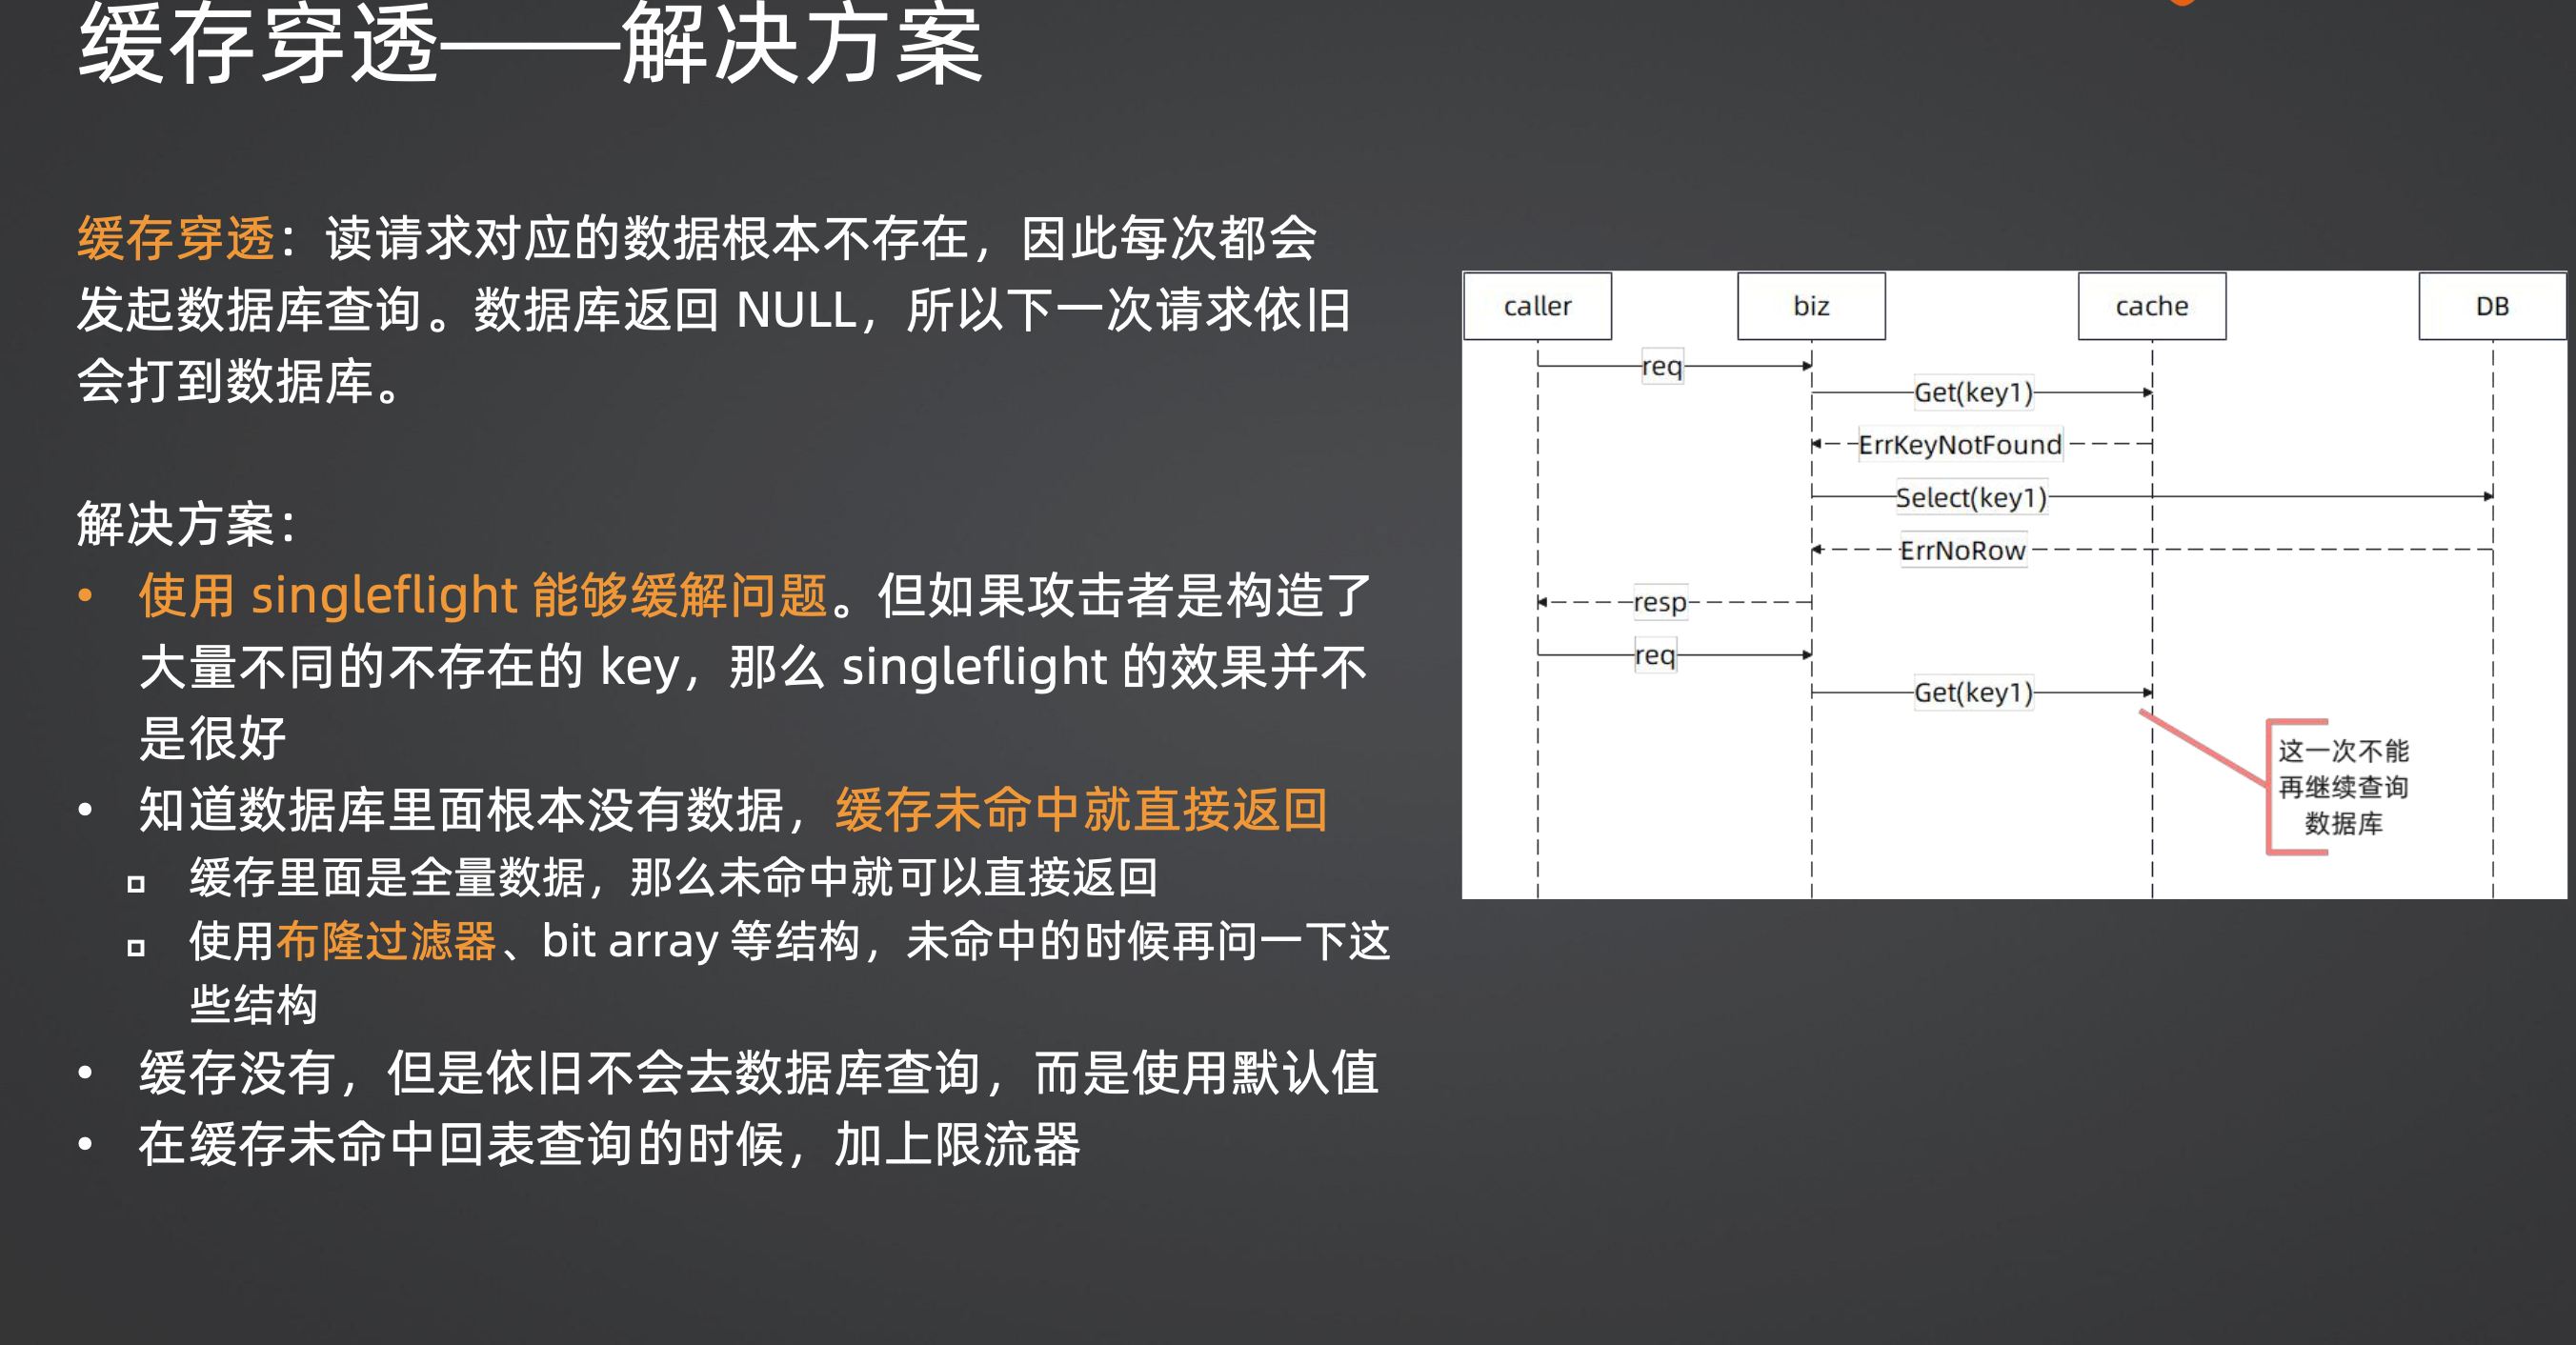 缓存穿透——解决方案
缓存穿透：读请求对应的数据根本不存在，因此每次都会
发起数据库查询。数据库返回 NULL，所以下一次请求依旧
会打到数据库。
解决方案：
• 使用 singleflight 能够缓解问题。但如果攻击者是构造了
大量不同的不存在的 key，那么 singleflight 的效果并不
是很好
• 知道数据库里面根本没有数据，缓存未命中就直接返回
缓存里面是全量数据，那么未命中就可以直接返回
使用布隆过滤器、bit array 等结构，未命中的时候再问一下这
些结构
• 缓存没有，但是依旧不会去数据库查询，而是使用默认值
• 在缓存未命中回表查询的时候，加上限流器
caller
biz
cache
DB
req
Get(key1)
ErrKeyNotFound
Select(key1)
ErrNoRow
resp
req
Get(key1)
这一次不能
再继续查询
数据库